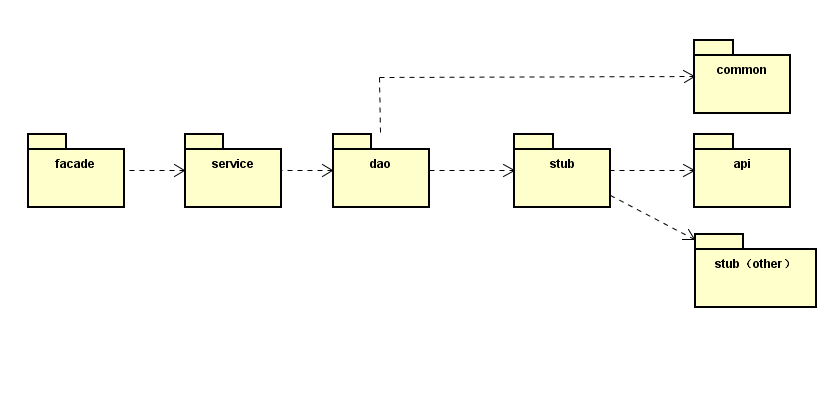 common
facade
service
dao
stub
api
stub（other）